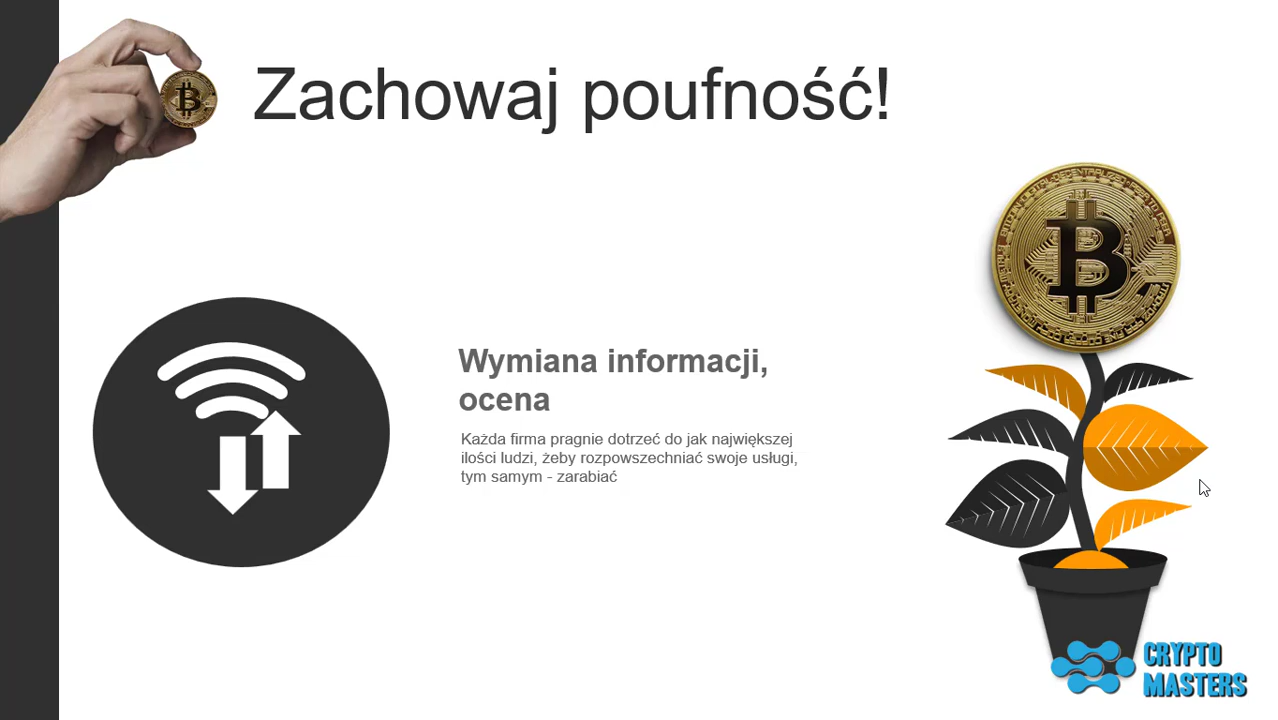 Zachowaj poufność!
Wymiana informacji,
ocena
Każda firma pragnie dotrzeć do jak największej
ilości ludzi, żeby rozpowszechniać swoje usługi,
tym samym - zarabiać
CRYPTO
MASTERS